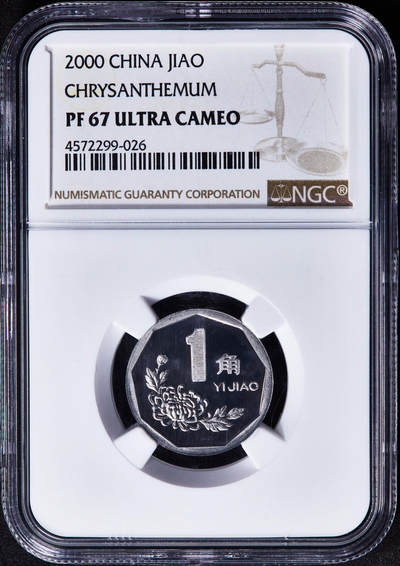 2000 CHINA JIAO
CHRYSANTHEMUM
PF 67 ULTRA CAMEO
4572299-026
NUMISMATIC GUARANTY CORPORATION NGC®
1角
YI JIAO